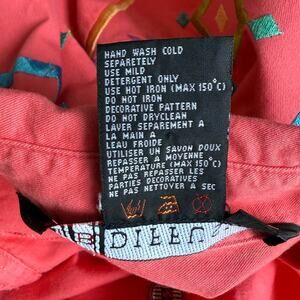 HAND WASH COLD
SEPARETELY
USE MILD
DETERGENT ONLY
USE HOT IRON (MAX 150°C)
DO NOT IRON
DECORATIVE PATTERN
DO NOT DRYCLEAN
LAVER SEPAREMENT A
LA MAIN A
EAU FROIDE
UTILISER UN SAVON DOUX
REPASSER A MOYENNE
TEMPERATURE (MAX 150°C)
NE PAS REPASSER LES
PARTIES DECORATIVES
NE PAS NETTOVER A SEC